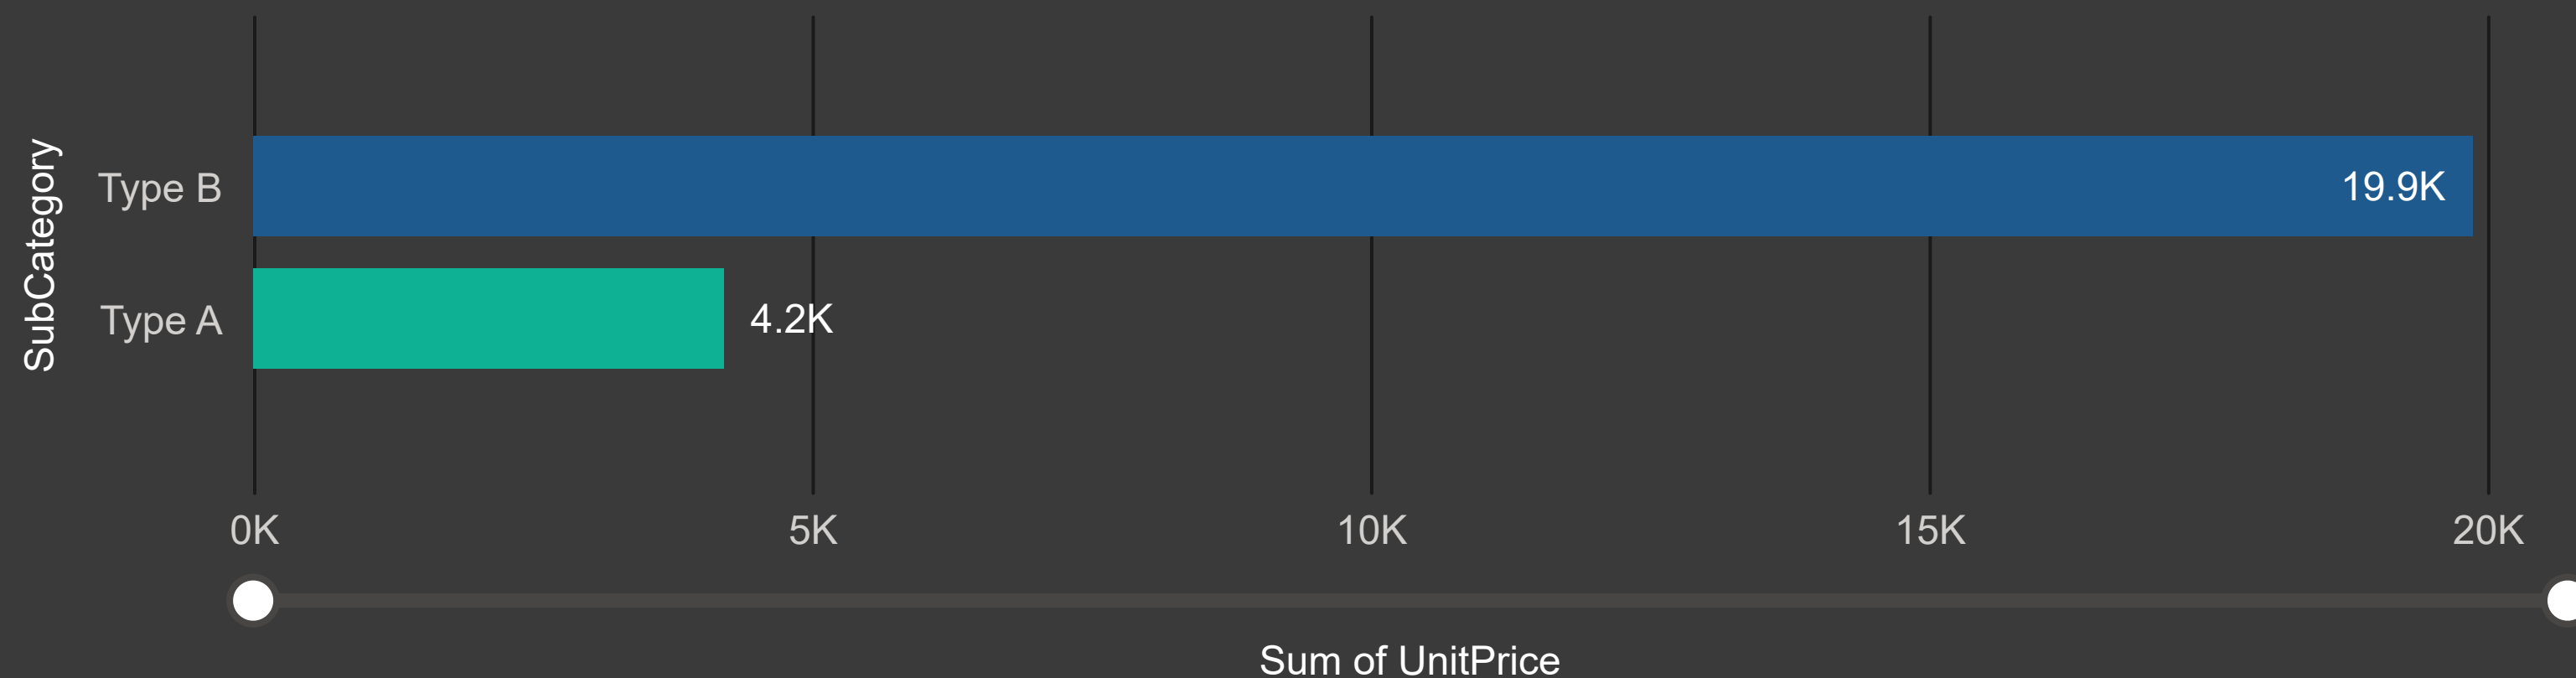 SubCategory
Type B
19.9K
Type A
4.2K
0K 5K 10K 15K 20K
Sum of UnitPrice